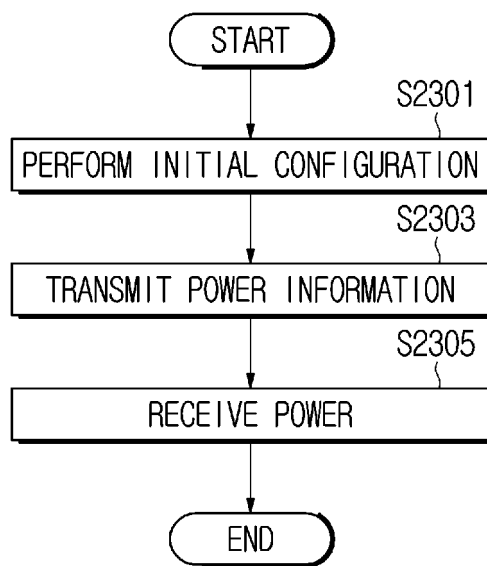 START
S2301
PERFORM INITIAL CONFIGURATION
S2303
TRANSMIT POWER INFORMATION
S2305
RECEIVE POWER
END